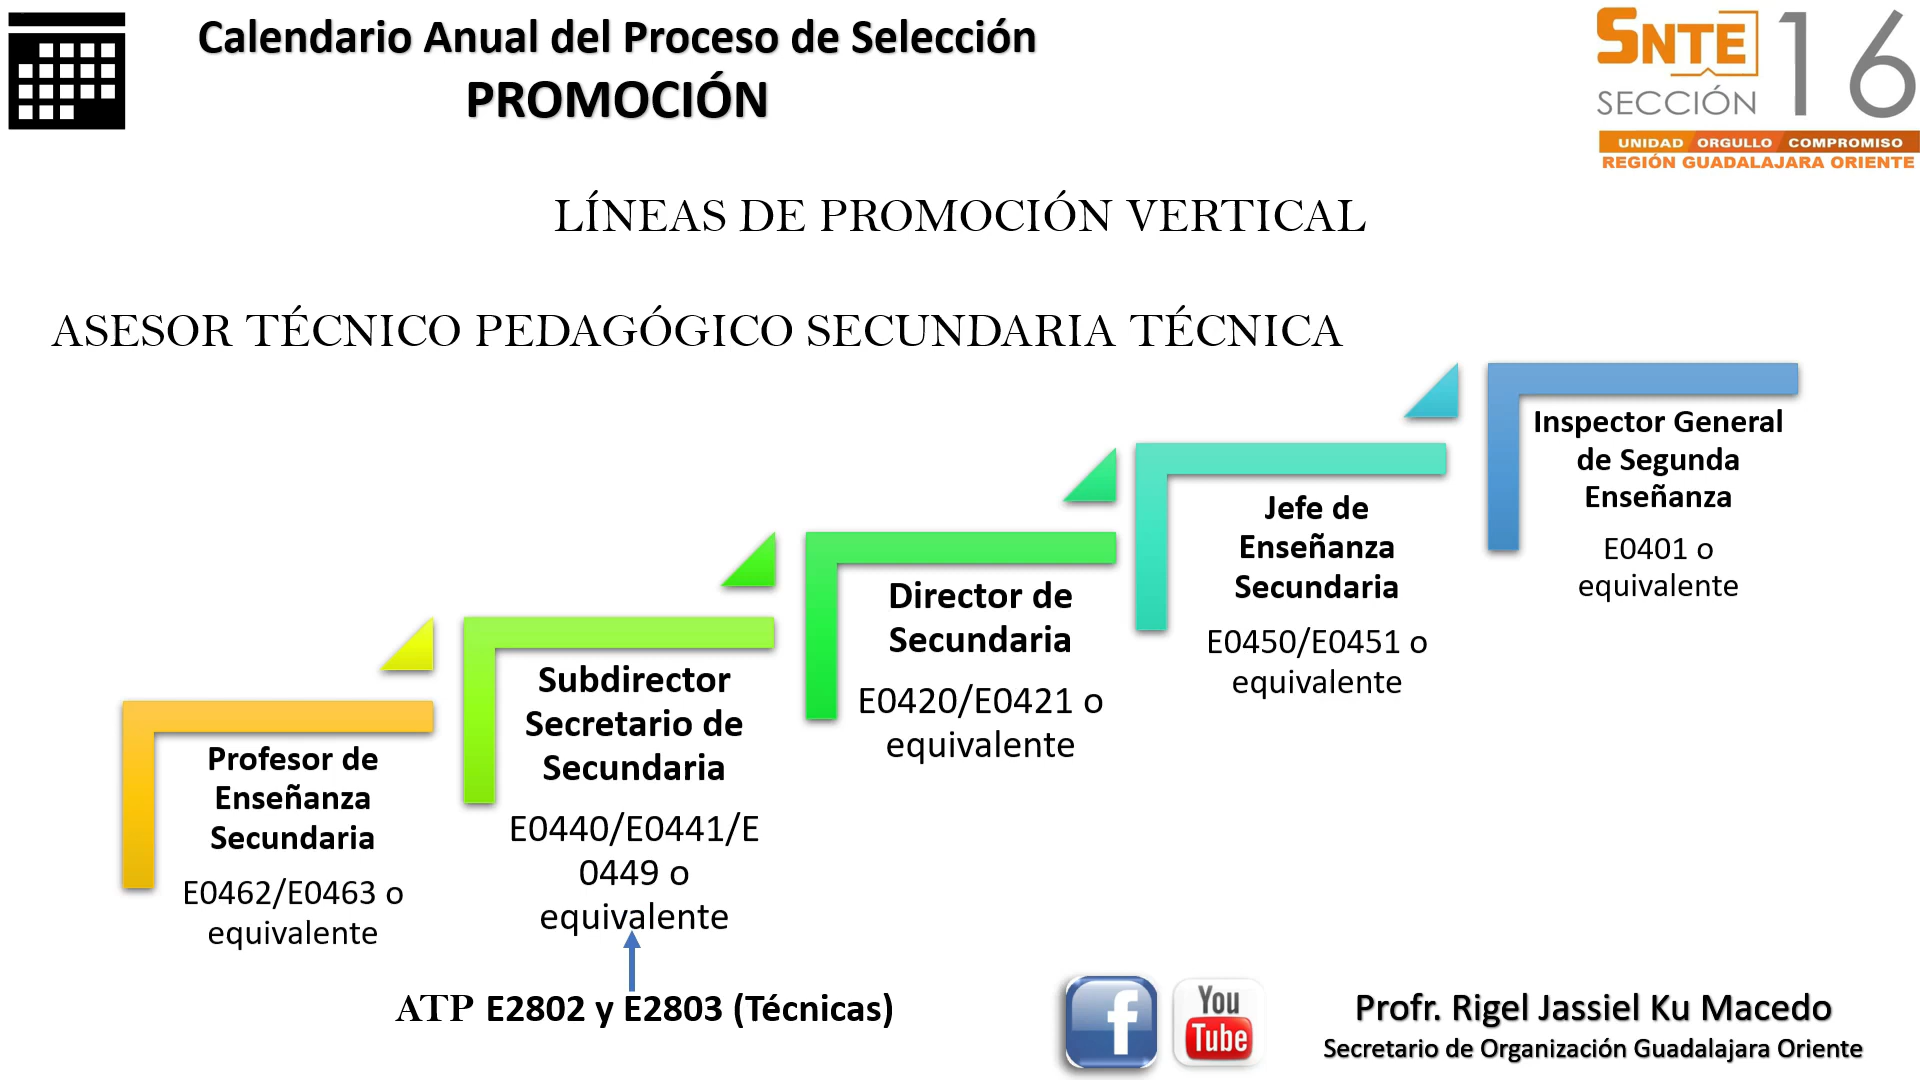 Calendario Anual del Proceso de Selección
PROMOCIÓN
SNTE
SECCIÓN
16
UNIDAD ORGULLO COMPROMISO
REGIÓN GUADALAJARA ORIENTE
LÍNEAS DE PROMOCIÓN VERTICAL
ASESOR TÉCNICO PEDAGÓGICO SECUNDARIA TÉCNICA
Profesor de
Enseñanza
Secundaria
E0462/E0463 o
equivalente
Subdirector
Secretario de
Secundaria
E0440/E0441/E
0449 o
equivalente
Director de
Secundaria
E0420/E0421 o
equivalente
Jefe de
Enseñanza
Secundaria
E0450/E0451 o
equivalente
Inspector General
de Segunda
Enseñanza
E0401 o
equivalente
ATP E2802 y E2803 (Técnicas)
f
You
Tube
Profr. Rigel Jassiel Ku Macedo
Secretario de Organización Guadalajara Oriente